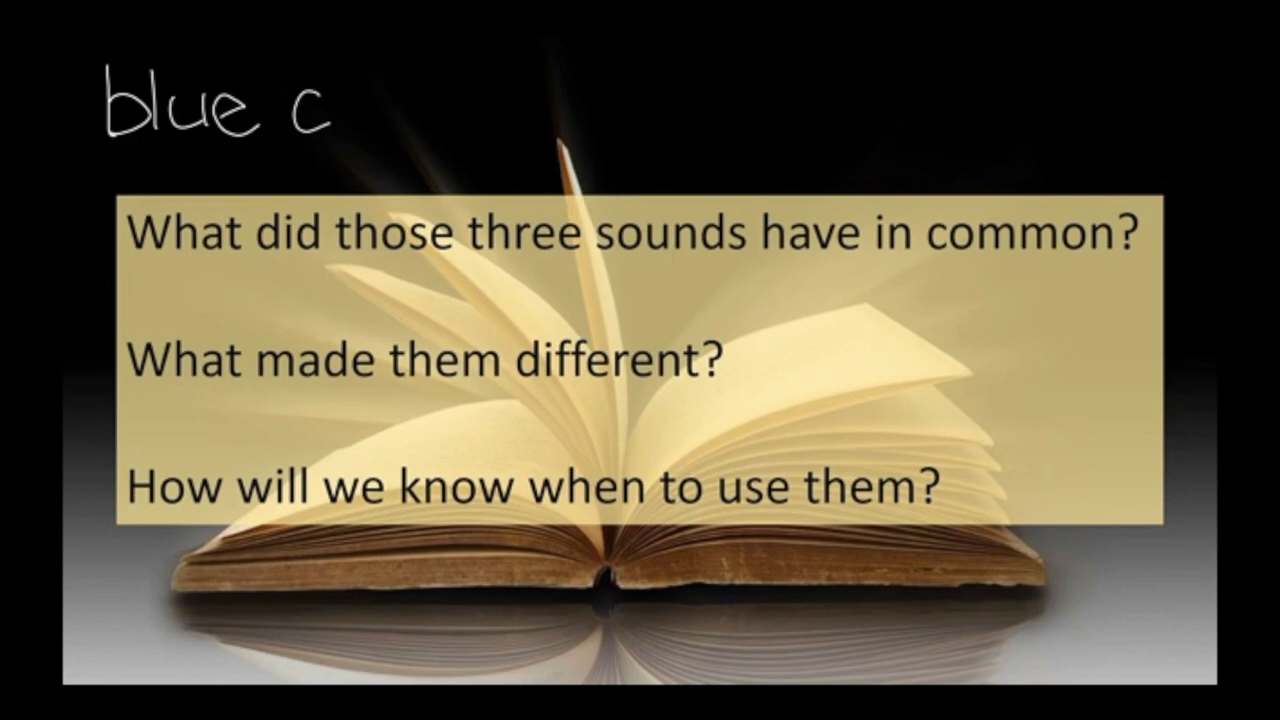 blue c
What did those three sounds have in common?
What made them different?
How will we know when to use them?